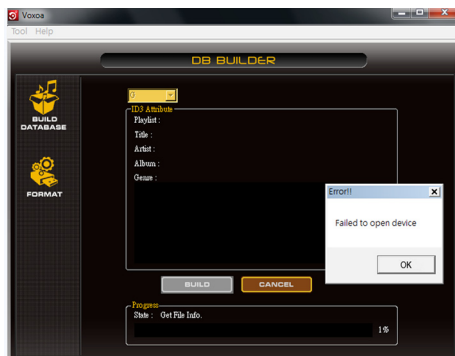 Voxoa
Tool Help
DB BUILDER
BUILD
DATABASE
FORMAT
ID3 Attribute
Playlist :
Title :
Artist :
Album :
Genre :
Error!!
Failed to open device
OK
BUILD
CANCEL
Progress
State : Get File Info.
1%